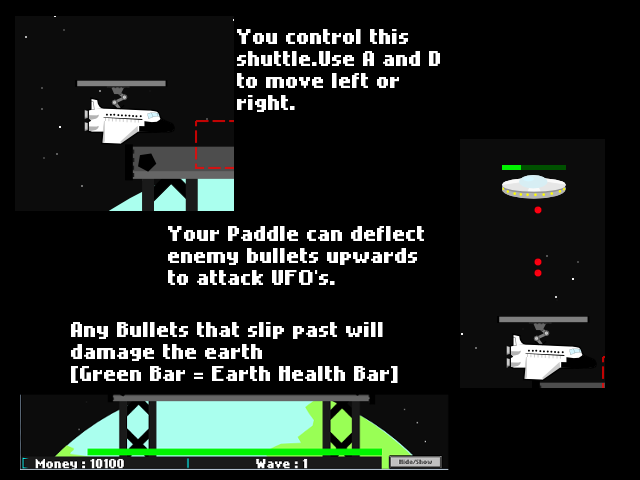 You control this
shuttle.Use A and D
to move left or
right.
Your Paddle can deflect
enemy bullets upwards
to attack UFO's.
Any Bullets that slip past will
damage the earth
[Green Bar = Earth Health Bar]
Money : 10100
Wave : 1
Hide/Show